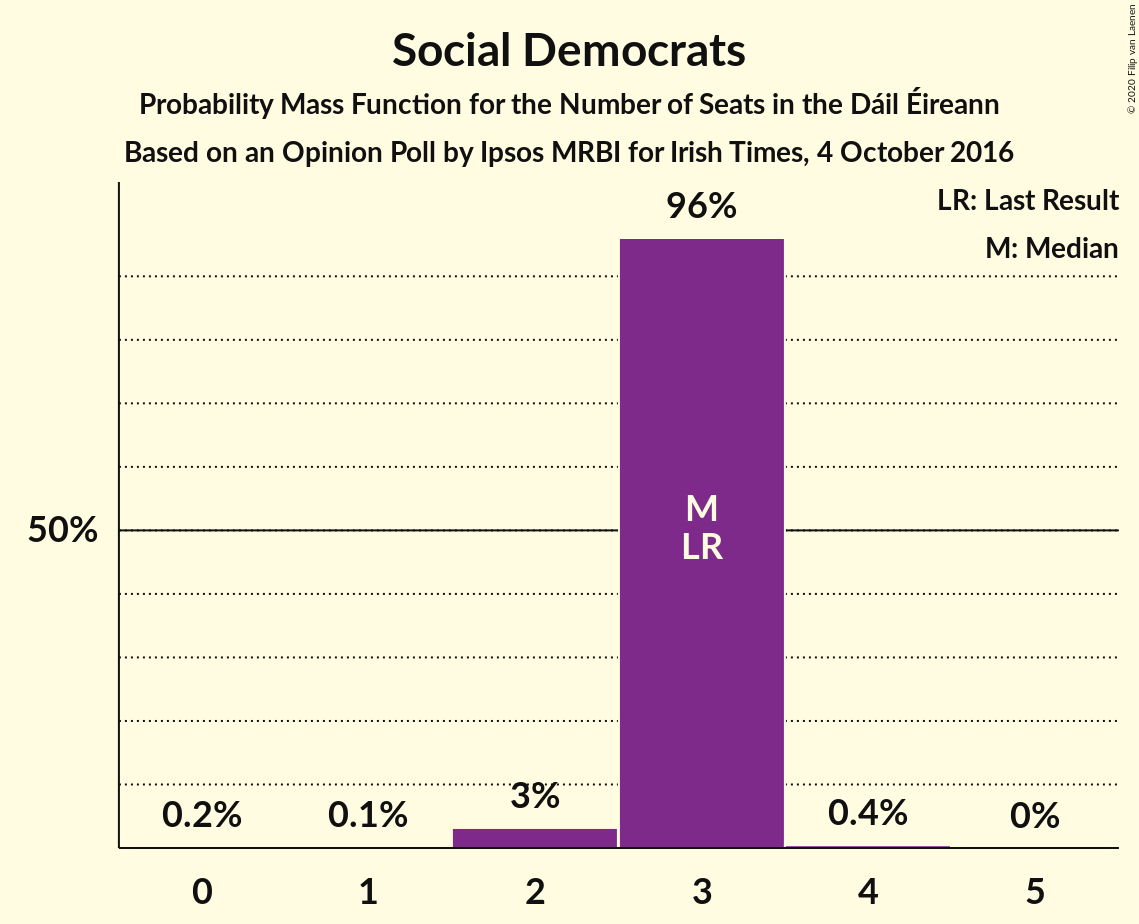 Social Democrats
Probability Mass Function for the Number of Seats in the Dáil Éireann
Based on an Opinion Poll by Ipsos MRBI for Irish Times, 4 October 2016
© 2020 Filip van Laenen
LR: Last Result
M: Median
96%
50%
M
LR
0.2%
0.1%
3%
0.4%
0%
0
1
2
3
4
5